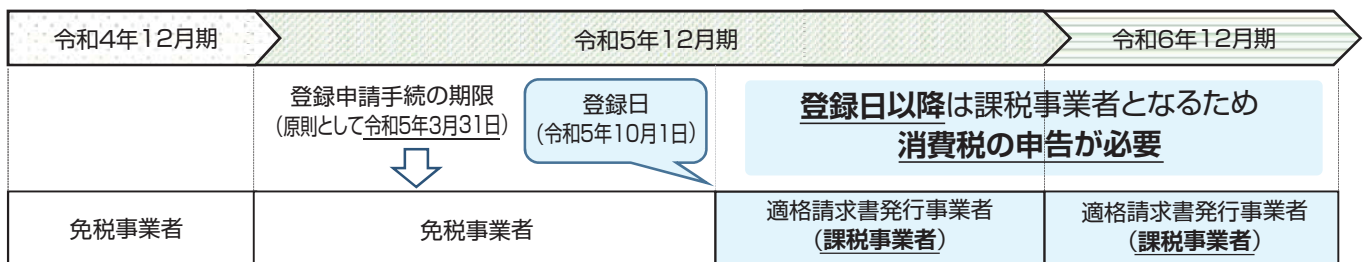 令和4年12月期
令和5年12月期
令和6年12月期
登録申請手続の期限
（原則として令和5年3月31日）
登録日
（令和5年10月1日）
登録日以降は課税事業者となるため
消費税の申告が必要
免税事業者
免税事業者
適格請求書発行事業者
（課税事業者）
適格請求書発行事業者
（課税事業者）